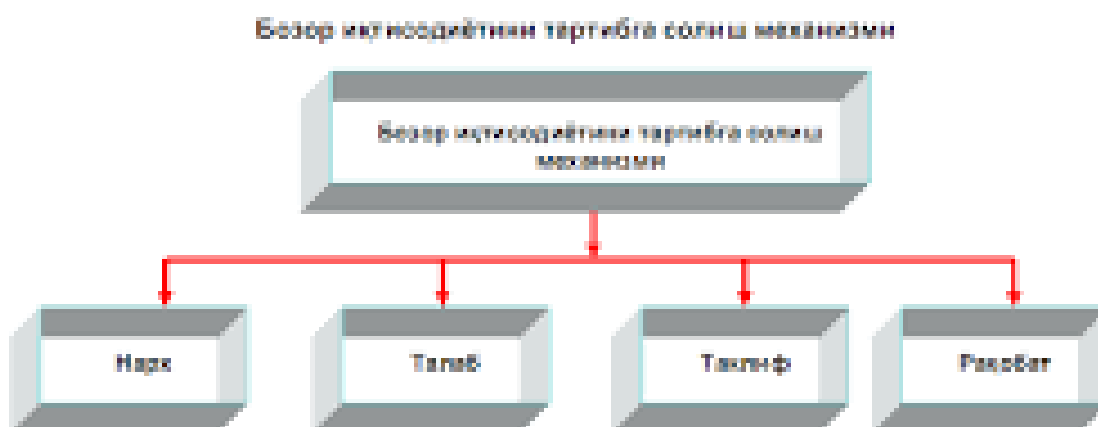 Бозор иқтисодиётини тартибга солиш механизми
Бозор иқтисодиётини тартибга солиш
механизми
Нарх
Талаб
Таклиф
Рақобат